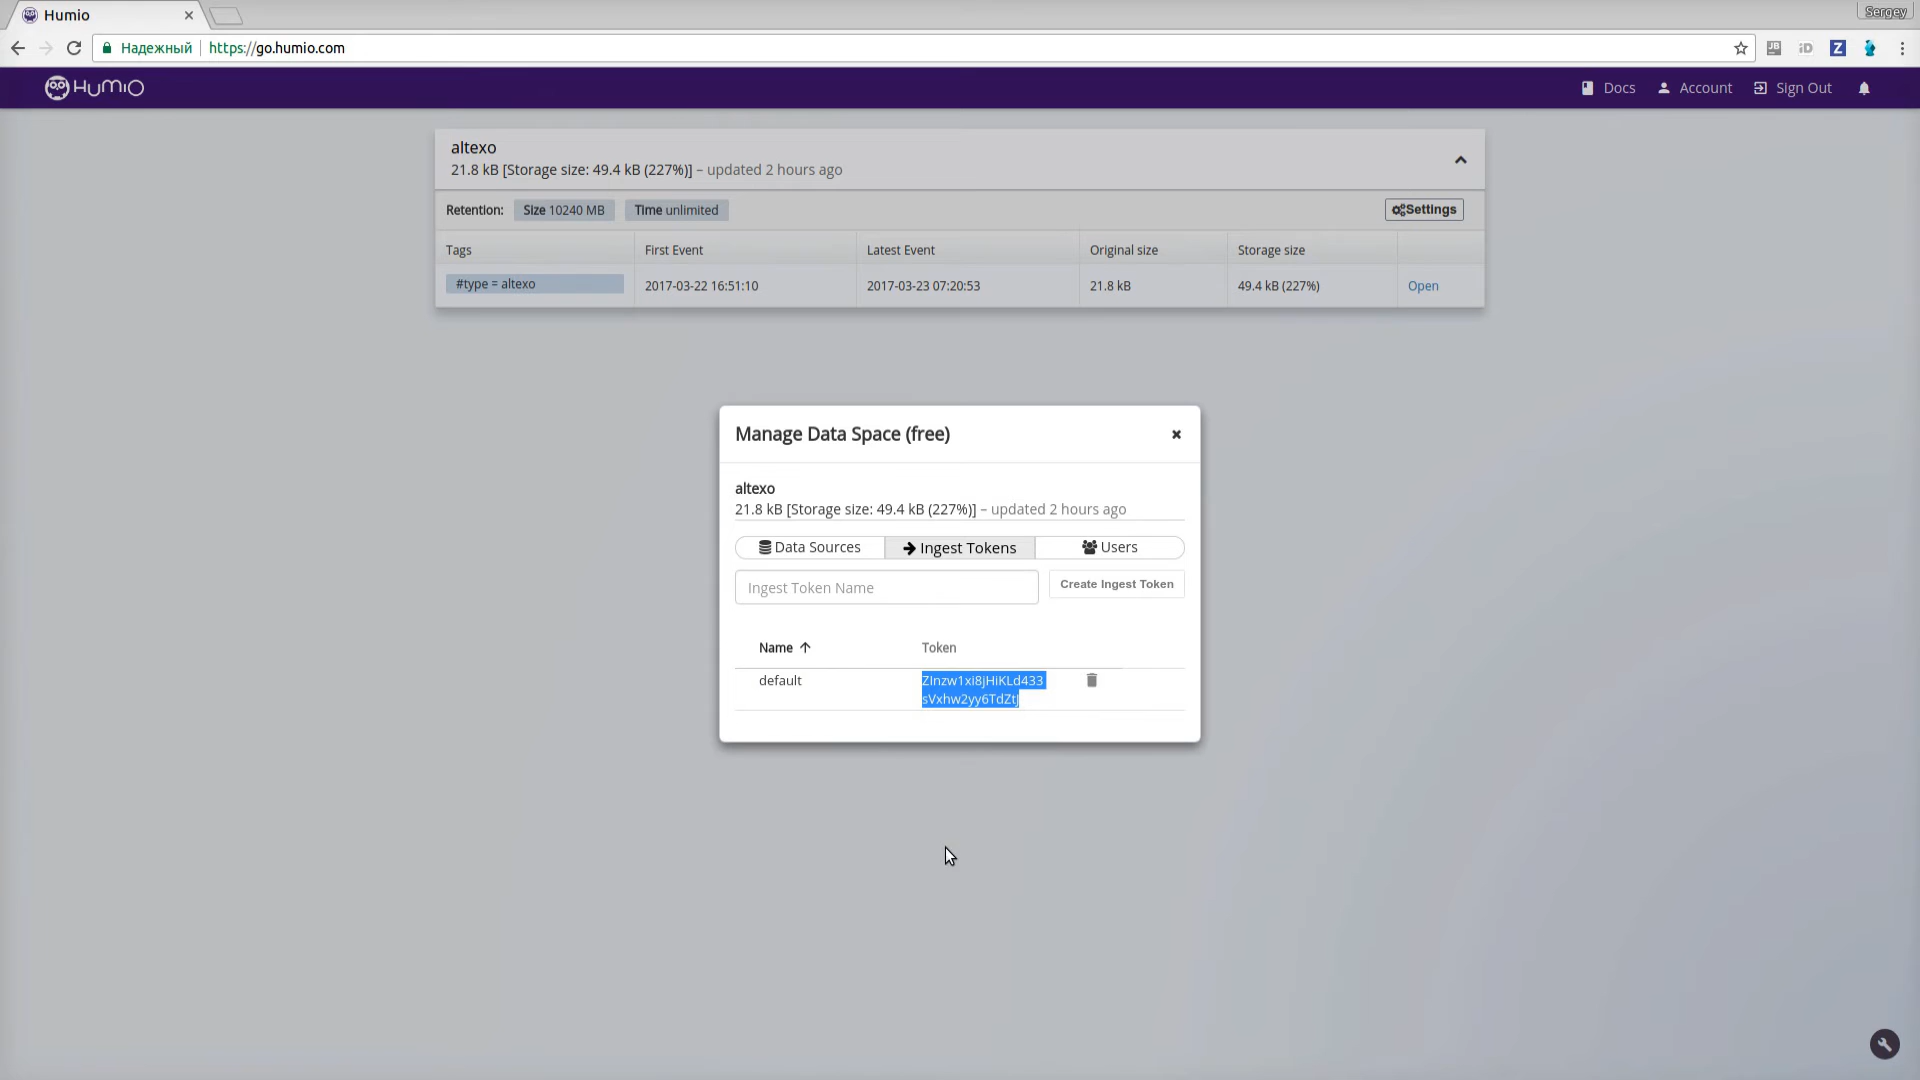 Humio
Sergey
Надежный
https://go.humio.com
HUMIO
Docs
Account
Sign Out
altexo
21.8 kB [Storage size: 49.4 kB (227%)] – updated 2 hours ago
Retention: Size 10240 MB Time unlimited
Settings
Tags First Event Latest Event Original size Storage size
#type = altexo 2017-03-22 16:51:10 2017-03-23 07:20:53 21.8 kB 49.4 kB (227%) Open
Manage Data Space (free)
altexo
21.8 kB [Storage size: 49.4 kB (227%)] – updated 2 hours ago
Data Sources Ingest Tokens Users
Ingest Token Name Create Ingest Token
Name Token
default ZInzw1xi8jHiKLd433
sVxhw2yy6TdZtJ